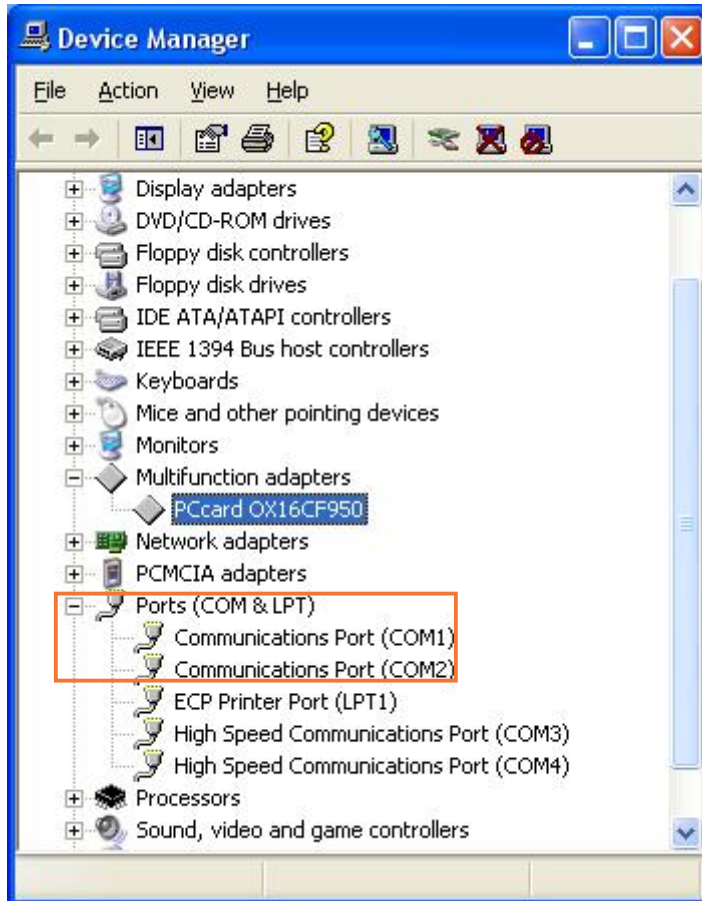 Device Manager
File Action View Help
Display adapters
DVD/CD-ROM drives
Floppy disk controllers
Floppy disk drives
IDE ATA/ATAPI controllers
IEEE 1394 Bus host controllers
Keyboards
Mice and other pointing devices
Monitors
Multifunction adapters
PCcard OX16CF950
Network adapters
PCMCIA adapters
Ports (COM & LPT)
Communications Port (COM1)
Communications Port (COM2)
ECP Printer Port (LPT1)
High Speed Communications Port (COM3)
High Speed Communications Port (COM4)
Processors
Sound, video and game controllers